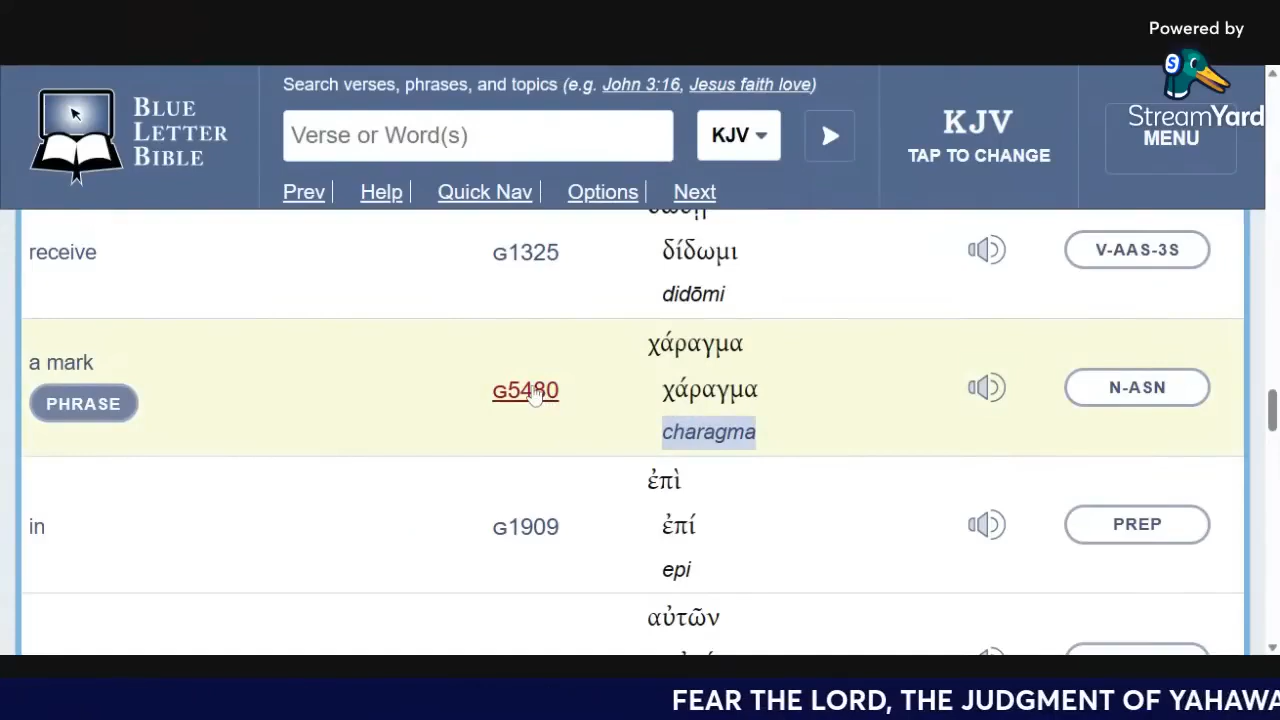 Powered by
StreamYard
BLUE
LETTER
BIBLE
Search verses, phrases, and topics (e.g. John 3:16, Jesus faith love)
Verse or Word(s)
KJV
KJV
TAP TO CHANGE
MENU
Prev Help Quick Nav Options Next
receive G1325 δίδωμι V-AAS-3S
didōmi
χάραγμα
a mark G5480 χάραγμα N-ASN
PHRASE
charagma
ἐπὶ
in G1909 ἐπί PREP
epi
αὐτῶν
FEAR THE LORD, THE JUDGMENT OF YAHAWA